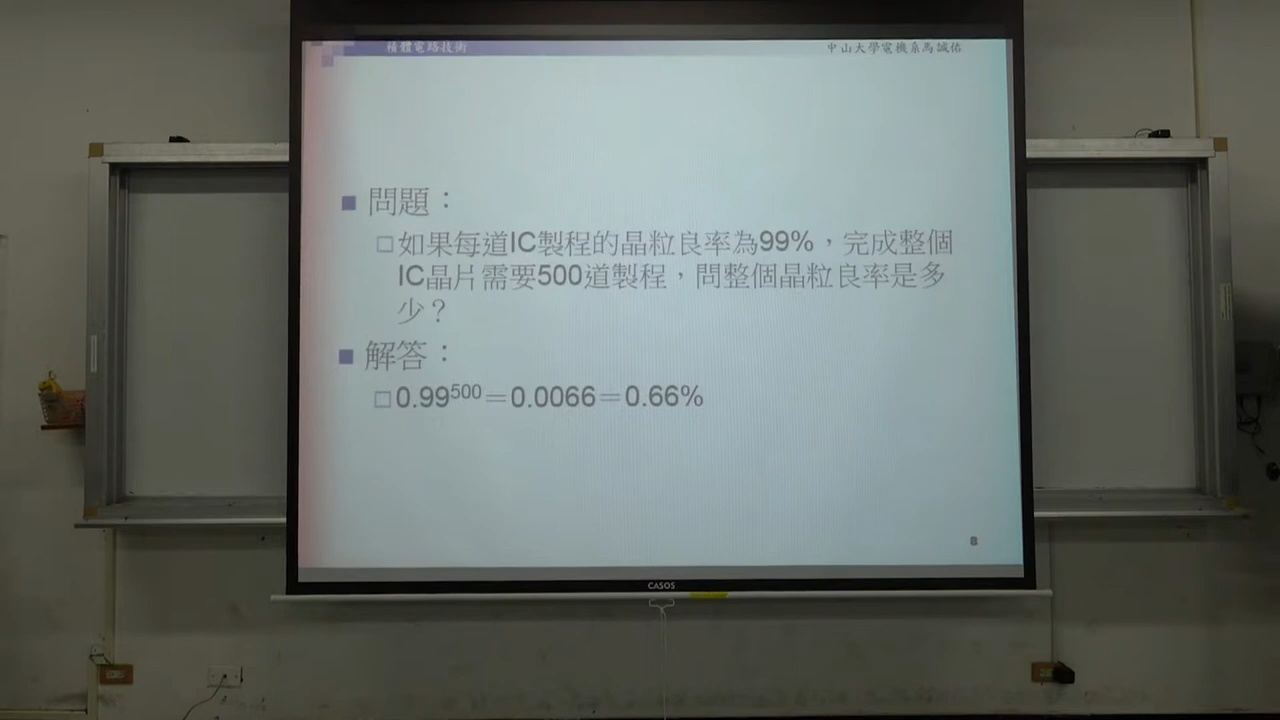 積體電路技術
中山大學電機系馬誠佑
問題：
如果每道IC製程的晶粒良率為99%，完成整個
IC晶片需要500道製程，問整個晶粒良率是多
少？
解答：
0.99⁵⁰⁰＝0.0066＝0.66%
8
CASOS